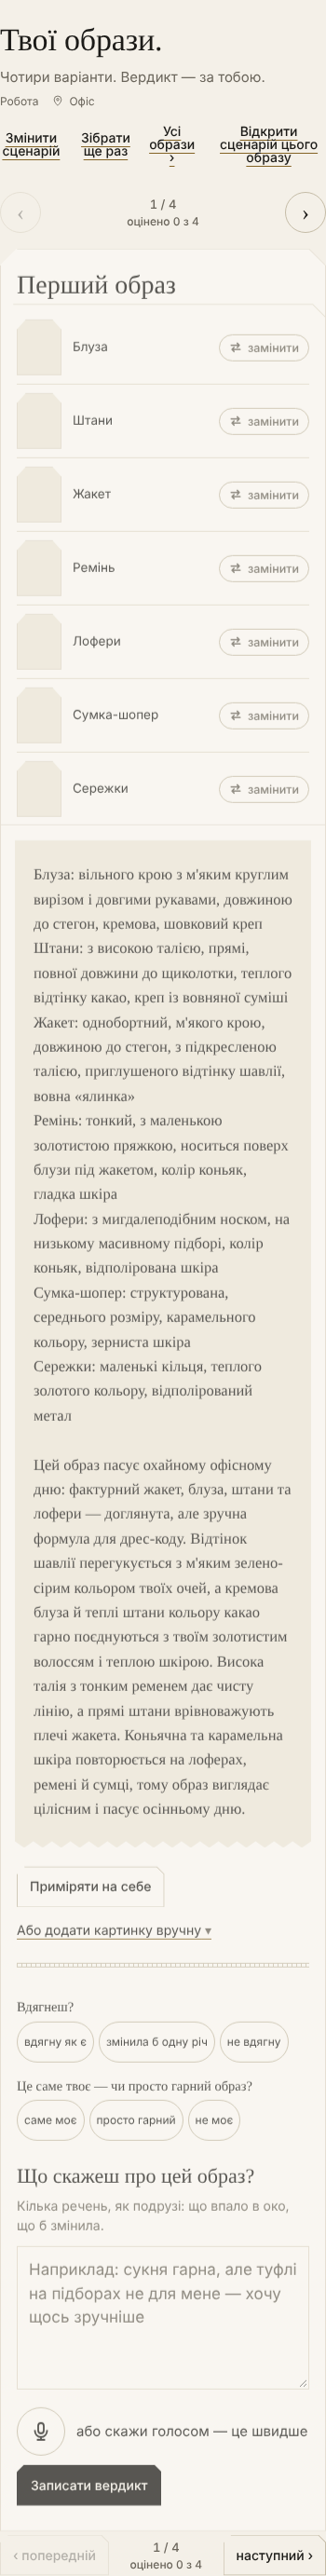 Твої образи.
Чотири варіанти. Вердикт — за тобою.
Робота Офіс
Змінити
сценарій
Зібрати
ще раз
Усі
образи
›
Відкрити
сценарій цього
образу
‹
1 / 4
оцінено 0 з 4
›
Перший образ
Блуза
замінити
Штани
замінити
Жакет
замінити
Ремінь
замінити
Лофери
замінити
Сумка-шопер
замінити
Сережки
замінити
Блуза: вільного крою з м'яким круглим
вирізом і довгими рукавами, довжиною
до стегон, кремова, шовковий креп
Штани: з високою талією, прямі,
повної довжини до щиколотки, теплого
відтінку какао, креп із вовняної суміші
Жакет: однобортний, м'якого крою,
довжиною до стегон, з підкресленою
талією, приглушеного відтінку шавлії,
вовна «ялинка»
Ремінь: тонкий, з маленькою
золотистою пряжкою, носиться поверх
блузи під жакетом, колір коньяк,
гладка шкіра
Лофери: з мигдалеподібним носком, на
низькому масивному підборі, колір
коньяк, відполірована шкіра
Сумка-шопер: структурована,
середнього розміру, карамельного
кольору, зерниста шкіра
Сережки: маленькі кільця, теплого
золотого кольору, відполірований
метал
Цей образ пасує охайному офісному
дню: фактурний жакет, блуза, штани та
лофери — доглянута, але зручна
формула для дрес-коду. Відтінок
шавлії перегукується з м'яким зелено-
сірим кольором твоїх очей, а кремова
блуза й теплі штани кольору какао
гарно поєднуються з твоїм золотистим
волоссям і теплою шкірою. Висока
талія з тонким ременем дає чисту
лінію, а прямі штани врівноважують
плечі жакета. Коньячна та карамельна
шкіра повторюється на лоферах,
ремені й сумці, тому образ виглядає
цілісним і пасує осінньому дню.
Приміряти на себе
Або додати картинку вручну ▾
Вдягнеш?
вдягну як є
змінила б одну річ
не вдягну
Це саме твоє — чи просто гарний образ?
саме моє
просто гарний
не моє
Що скажеш про цей образ?
Кілька речень, як подрузі: що впало в око,
що б змінила.
Наприклад: сукня гарна, але туфлі
на підборах не для мене — хочу
щось зручніше
або скажи голосом — це швидше
Записати вердикт
‹ попередній
1 / 4
оцінено 0 з 4
наступний ›